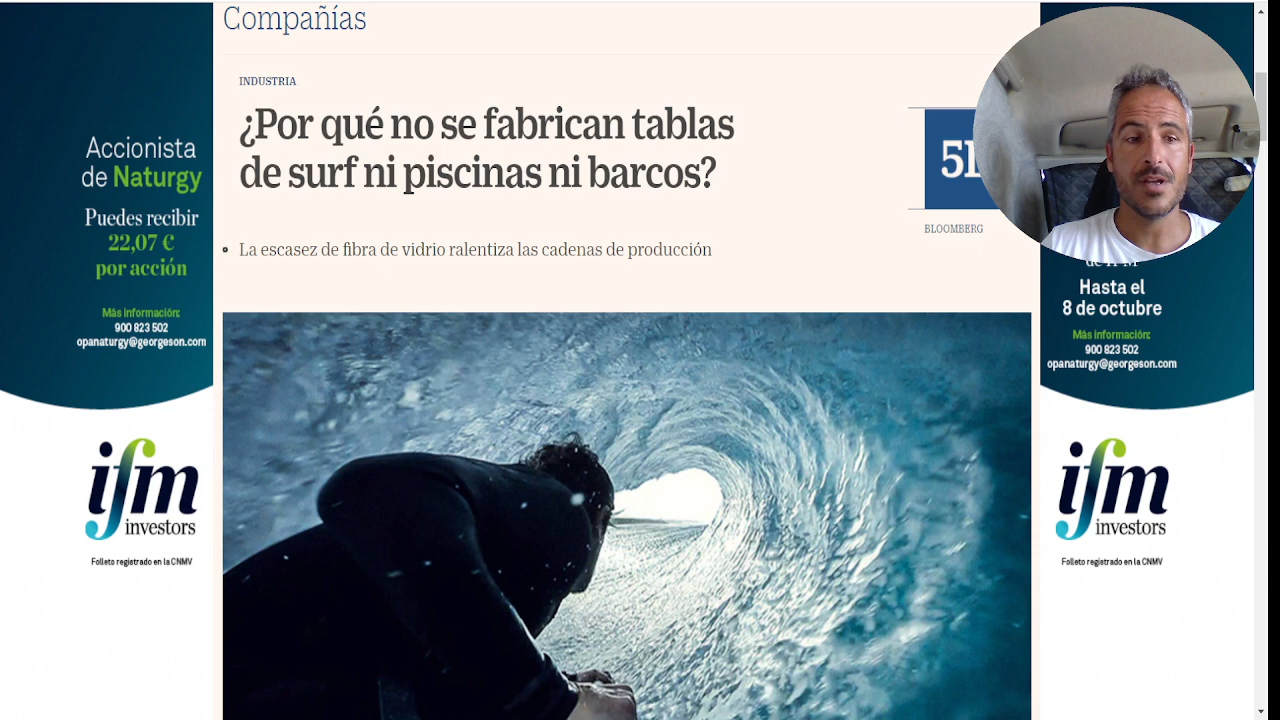 Compañías
INDUSTRIA
¿Por qué no se fabrican tablas
de surf ni piscinas ni barcos?
BLOOMBERG
La escasez de fibra de vidrio ralentiza las cadenas de producción
Accionista
de Naturgy
Puedes recibir
22,07 €
por acción
Más información:
900 823 502
opanaturgy@georgeson.com
ifm
investors
Folleto registrado en la CNMV
Hasta el
8 de octubre
Más información:
900 823 502
opanaturgy@georgeson.com
ifm
investors
Folleto registrado en la CNMV